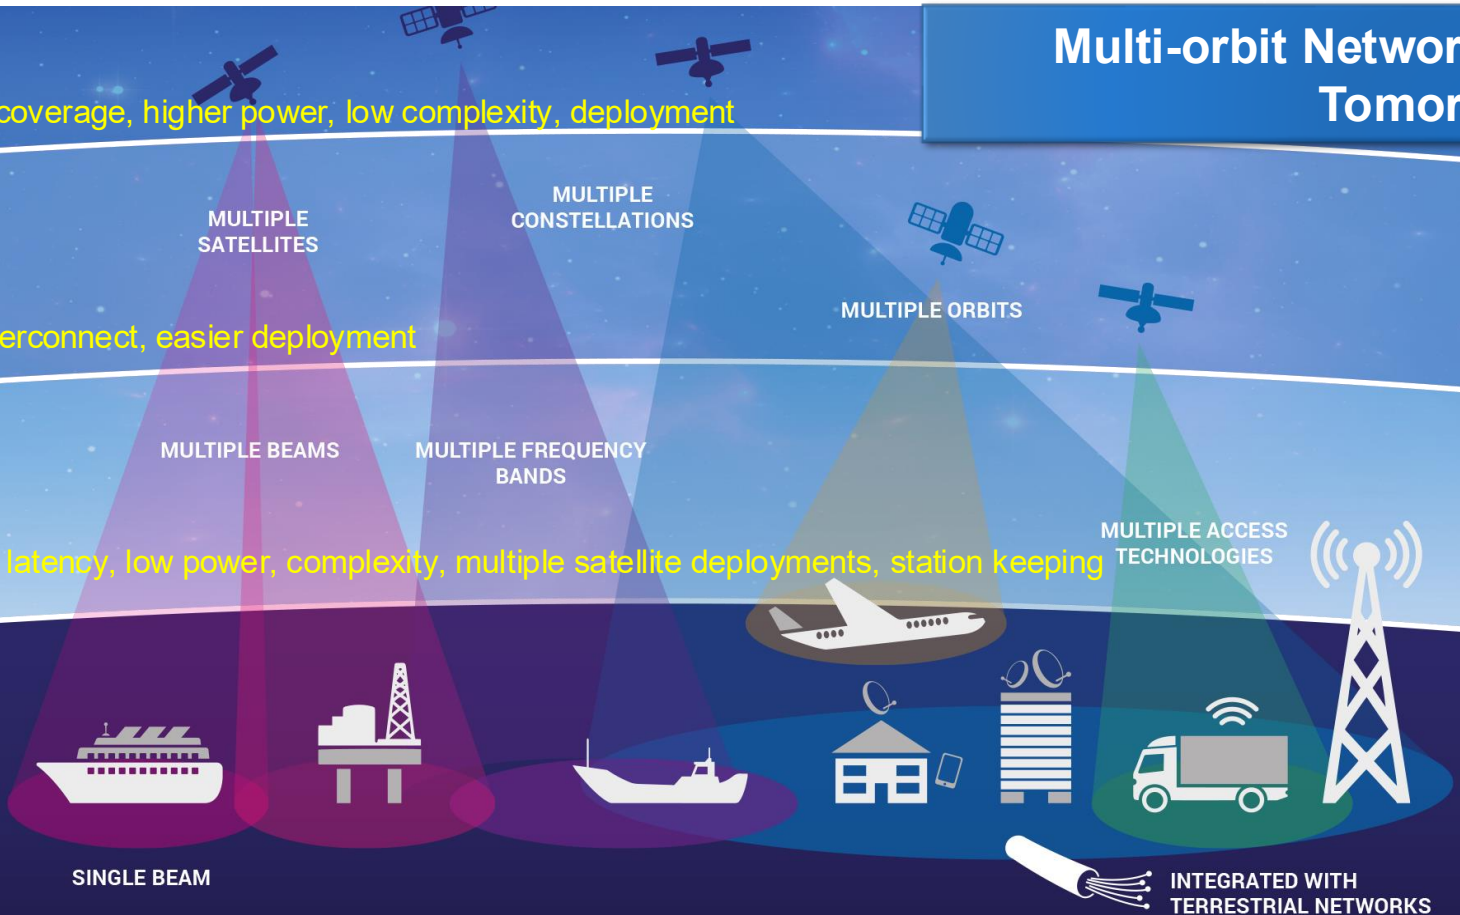 Multi-orbit Networ
Tomor
coverage, higher power, low complexity, deployment
MULTIPLE
SATELLITES
MULTIPLE
CONSTELLATIONS
MULTIPLE ORBITS
erconnect, easier deployment
MULTIPLE BEAMS
MULTIPLE FREQUENCY
BANDS
MULTIPLE ACCESS
TECHNOLOGIES
latency, low power, complexity, multiple satellite deployments, station keeping
SINGLE BEAM
INTEGRATED WITH
TERRESTRIAL NETWORKS